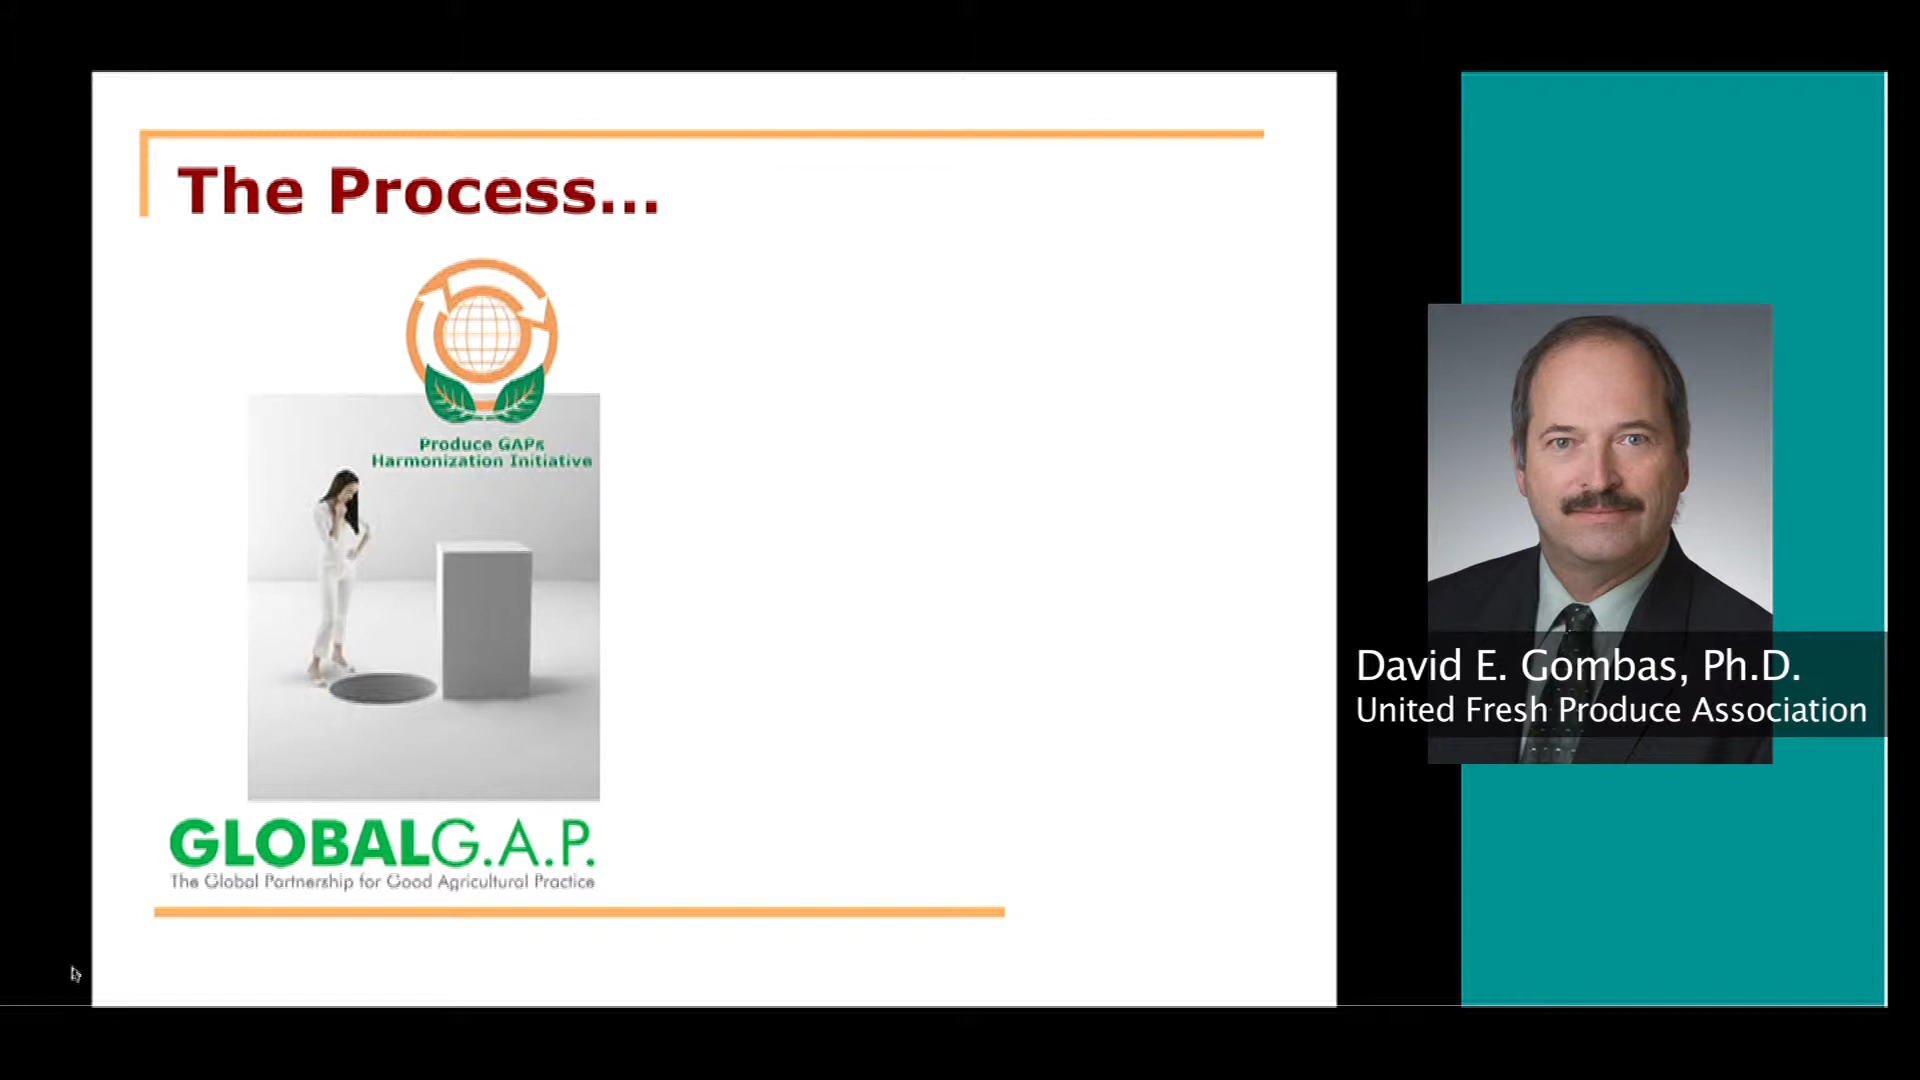 The Process...
Produce GAPs
Harmonization Initiative
GLOBALG.A.P.
The Global Partnership for Good Agricultural Practice
David E. Gombas, Ph.D.
United Fresh Produce Association